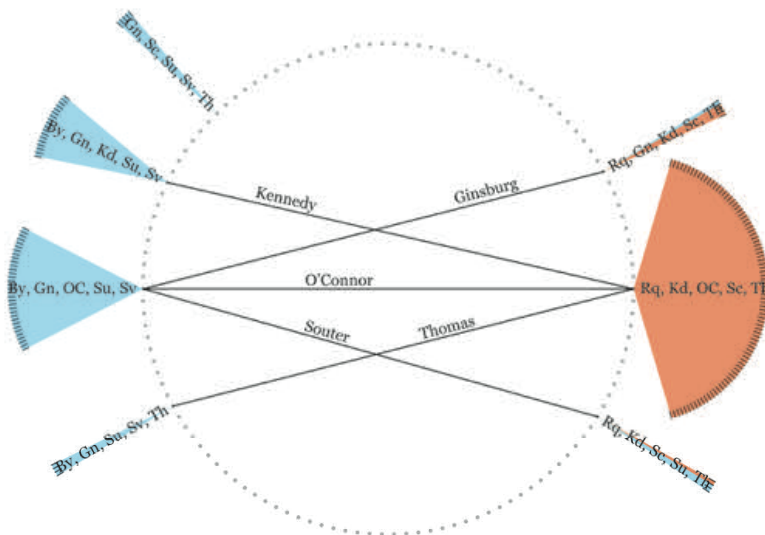 Gn, Sc, Su, Sv, Th
By, Gn, Kd, Su, Sv
Rq, Gn, Kd, Sc, Th
Kennedy
Ginsburg
By, Gn, OC, Su, Sv
O'Connor
Rq, Kd, OC, Sc, Th
Souter
Thomas
By, Gn, Su, Sv, Th
Rq, Kd, Sc, Su, Th